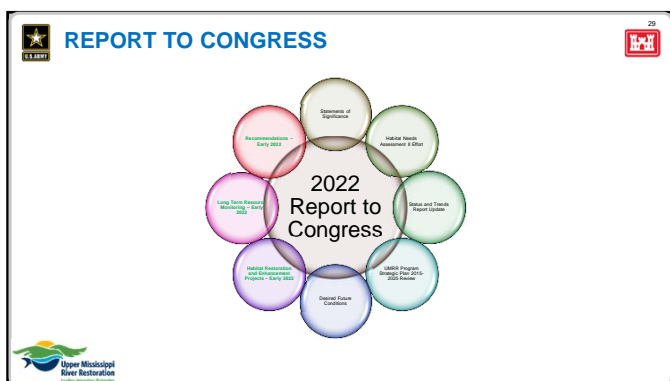 29
U.S. ARMY
REPORT TO CONGRESS
Statements of
Significance
Habitat Needs
Assessment II Effort
Status and Trends
Report Update
UMRR Program
Strategic Plan 2015-
2025 Review
Desired Future
Conditions
Habitat Restoration
and Enhancement
Projects – Early 2022
Long Term Resource
Monitoring – Early
2022
Recommendations –
Early 2022
2022
Report to
Congress
Upper Mississippi
River Restoration